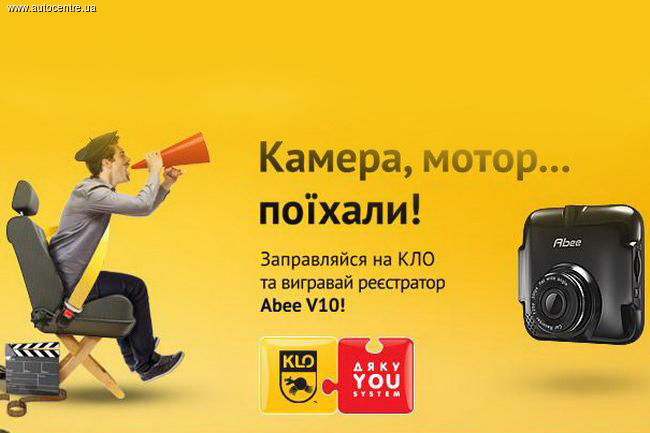 www.autocentre.ua
Камера, мотор...
поїхали!
Заправляйся на КЛО
та вигравай реєстратор
Abee V10!
KLO
ДЯКУ
YOU
SYSTEM
Abee